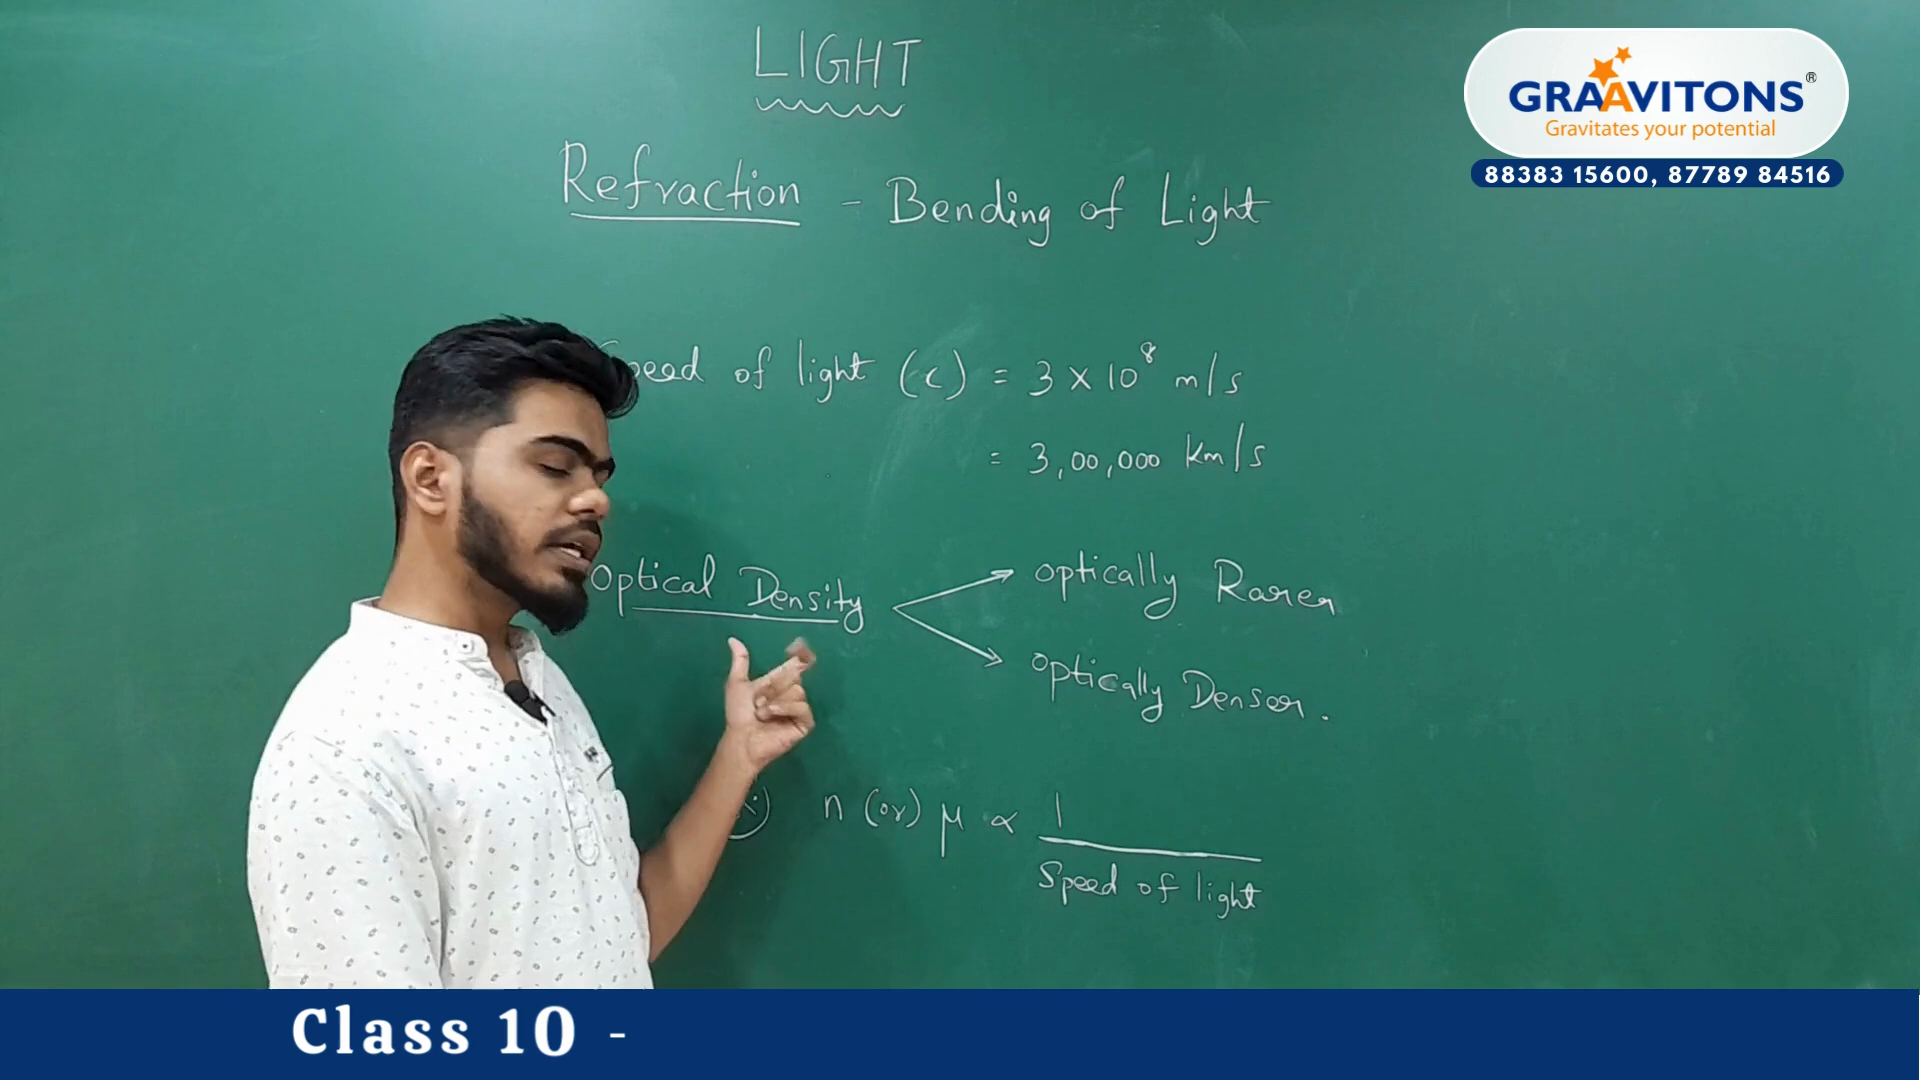 LIGHT
GRAAVITONS®
Gravitates your potential
88383 15600, 87789 84516
Refraction - Bending of Light
Speed of light (c) = 3 × 10⁸ m/s
= 3,00,000 km/s
Optical Density
optically Rarer
optically Denser.
n (or) μ ∝ 1
Speed of light
Class 10 -